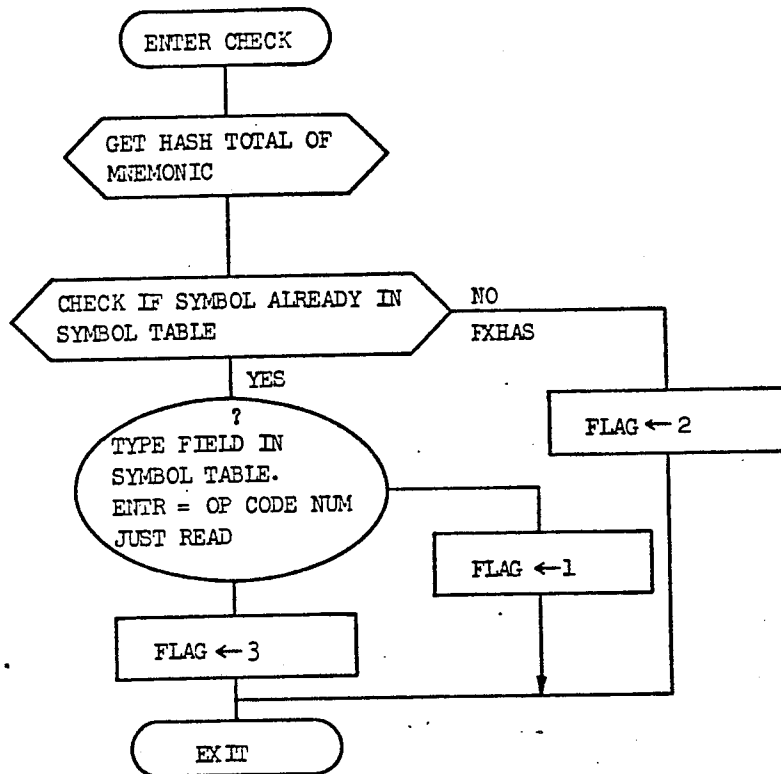 ENTER CHECK
GET HASH TOTAL OF
MNEMONIC
CHECK IF SYMBOL ALREADY IN
SYMBOL TABLE
NO
FXHAS
YES
?
TYPE FIELD IN
SYMBOL TABLE.
ENTR = OP CODE NUM
JUST READ
FLAG ← 2
FLAG ← 1
FLAG ← 3
EXIT